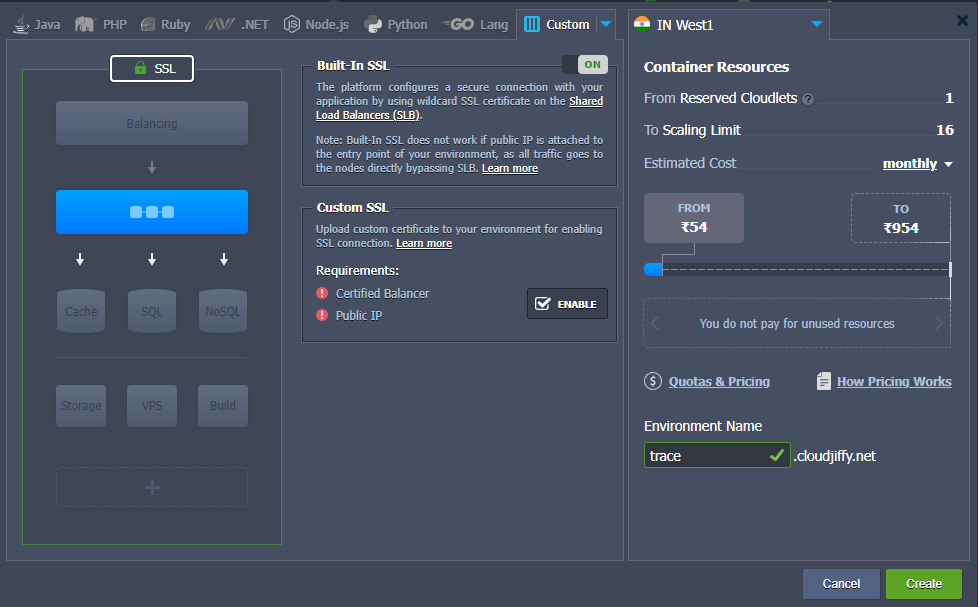 Java PHP Ruby .NET Node.js Python GO Lang Custom IN West1
SSL
Balancing
Cache SQL NoSQL
Storage VPS Build
Built-In SSL ON
The platform configures a secure connection with your
application by using wildcard SSL certificate on the Shared
Load Balancers (SLB).
Note: Built-In SSL does not work if public IP is attached to
the entry point of your environment, as all traffic goes to
the nodes directly bypassing SLB. Learn more
Custom SSL
Upload custom certificate to your environment for enabling
SSL connection. Learn more
Requirements:
! Certified Balancer
! Public IP
ENABLE
Container Resources
From Reserved Cloudlets ? 1
To Scaling Limit 16
Estimated Cost monthly
FROM
₹54
TO
₹954
You do not pay for unused resources
$ Quotas & Pricing How Pricing Works
Environment Name
trace .cloudjiffy.net
Cancel Create